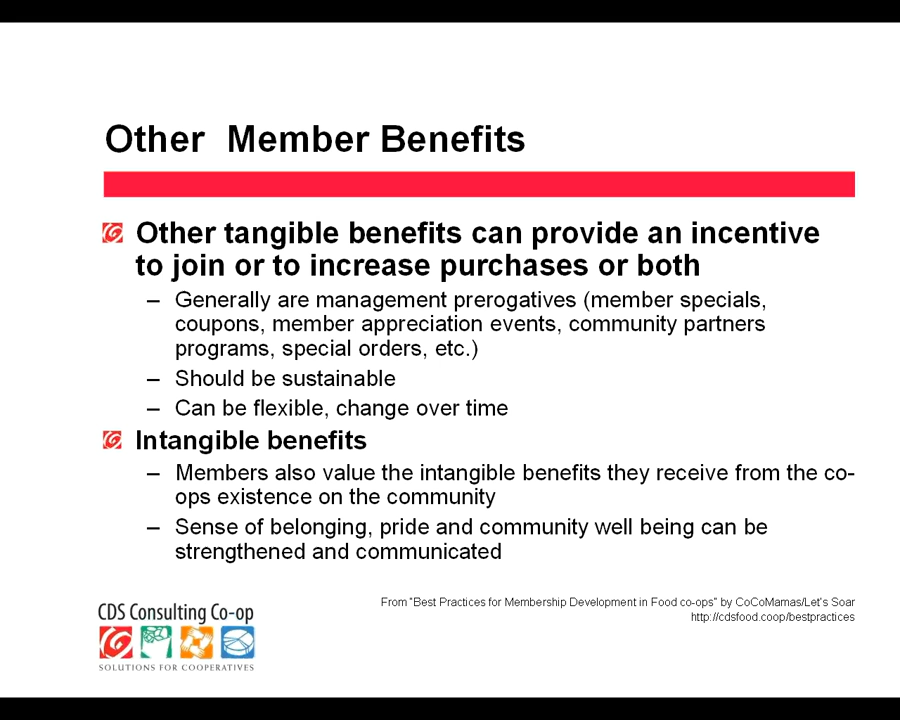 Other  Member Benefits
Other tangible benefits can provide an incentive
to join or to increase purchases or both
– Generally are management prerogatives (member specials,
coupons, member appreciation events, community partners
programs, special orders, etc.)
– Should be sustainable
– Can be flexible, change over time
Intangible benefits
– Members also value the intangible benefits they receive from the co-
ops existence on the community
– Sense of belonging, pride and community well being can be
strengthened and communicated
From "Best Practices for Membership Development in Food co-ops" by CoCoMamas/Let's Soar
http://cdsfood.coop/bestpractices
CDS Consulting Co-op
SOLUTIONS FOR COOPERATIVES